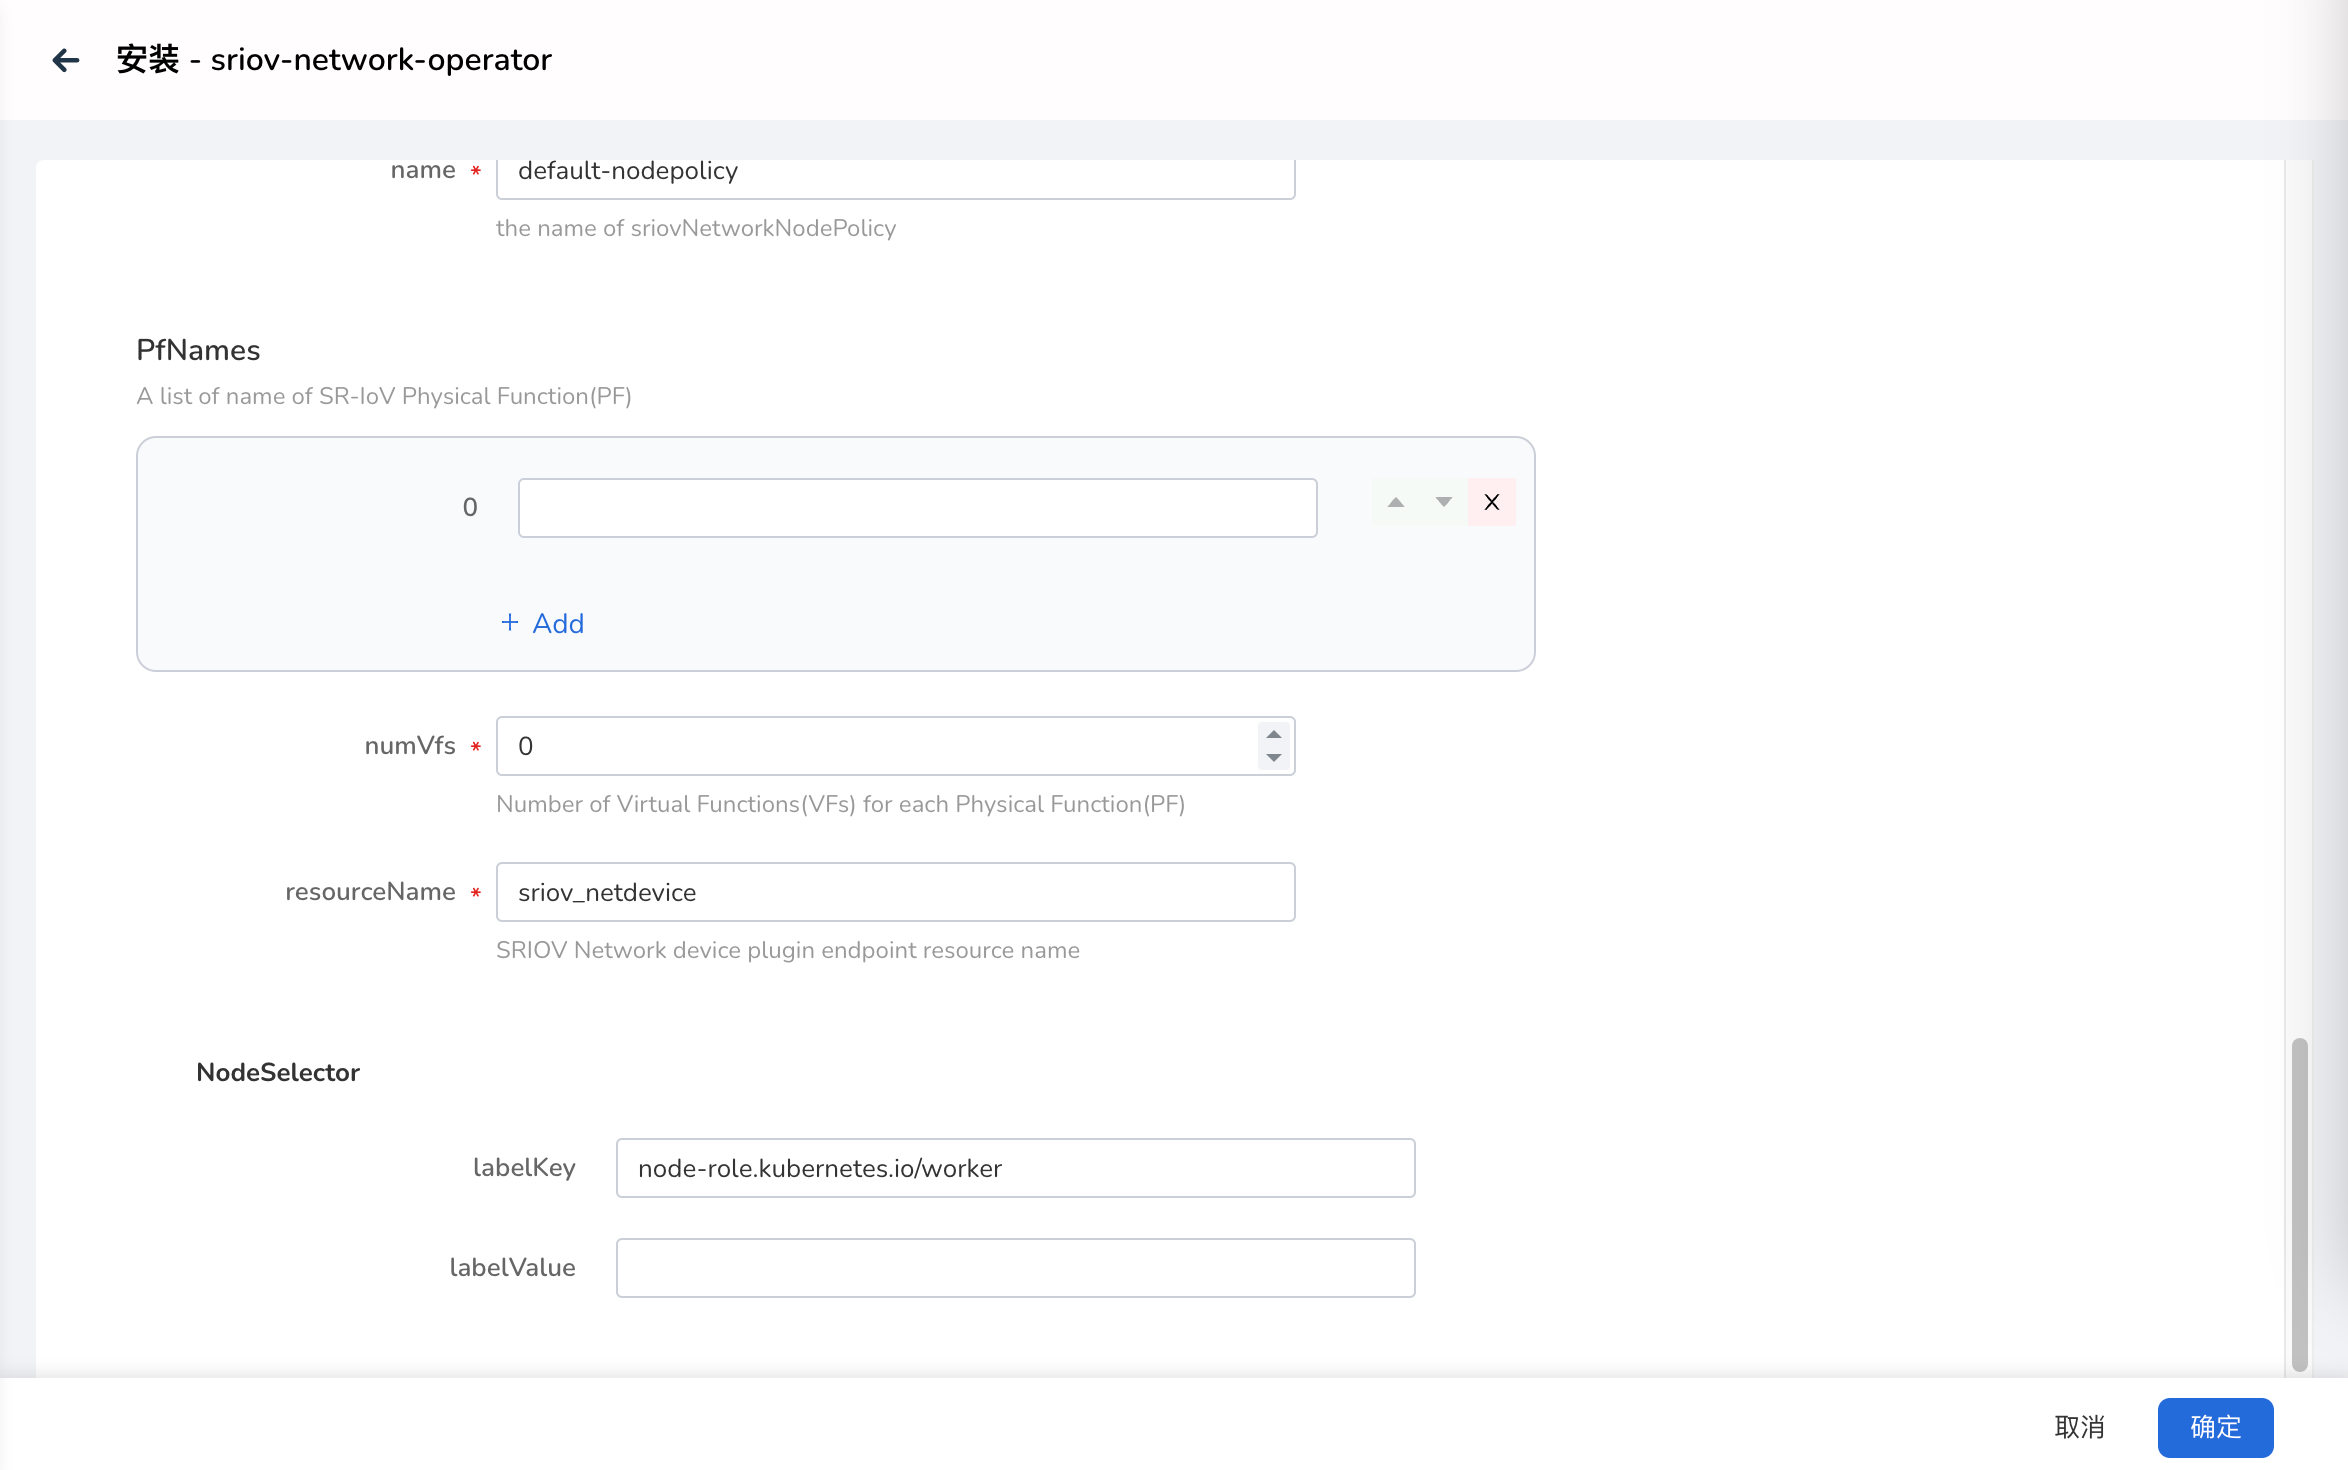 安装 - sriov-network-operator
name * default-nodepolicy
the name of sriovNetworkNodePolicy
PfNames
A list of name of SR-IoV Physical Function(PF)
0 X
+ Add
numVfs * 0
Number of Virtual Functions(VFs) for each Physical Function(PF)
resourceName * sriov_netdevice
SRIOV Network device plugin endpoint resource name
NodeSelector
labelKey node-role.kubernetes.io/worker
labelValue
取消 确定